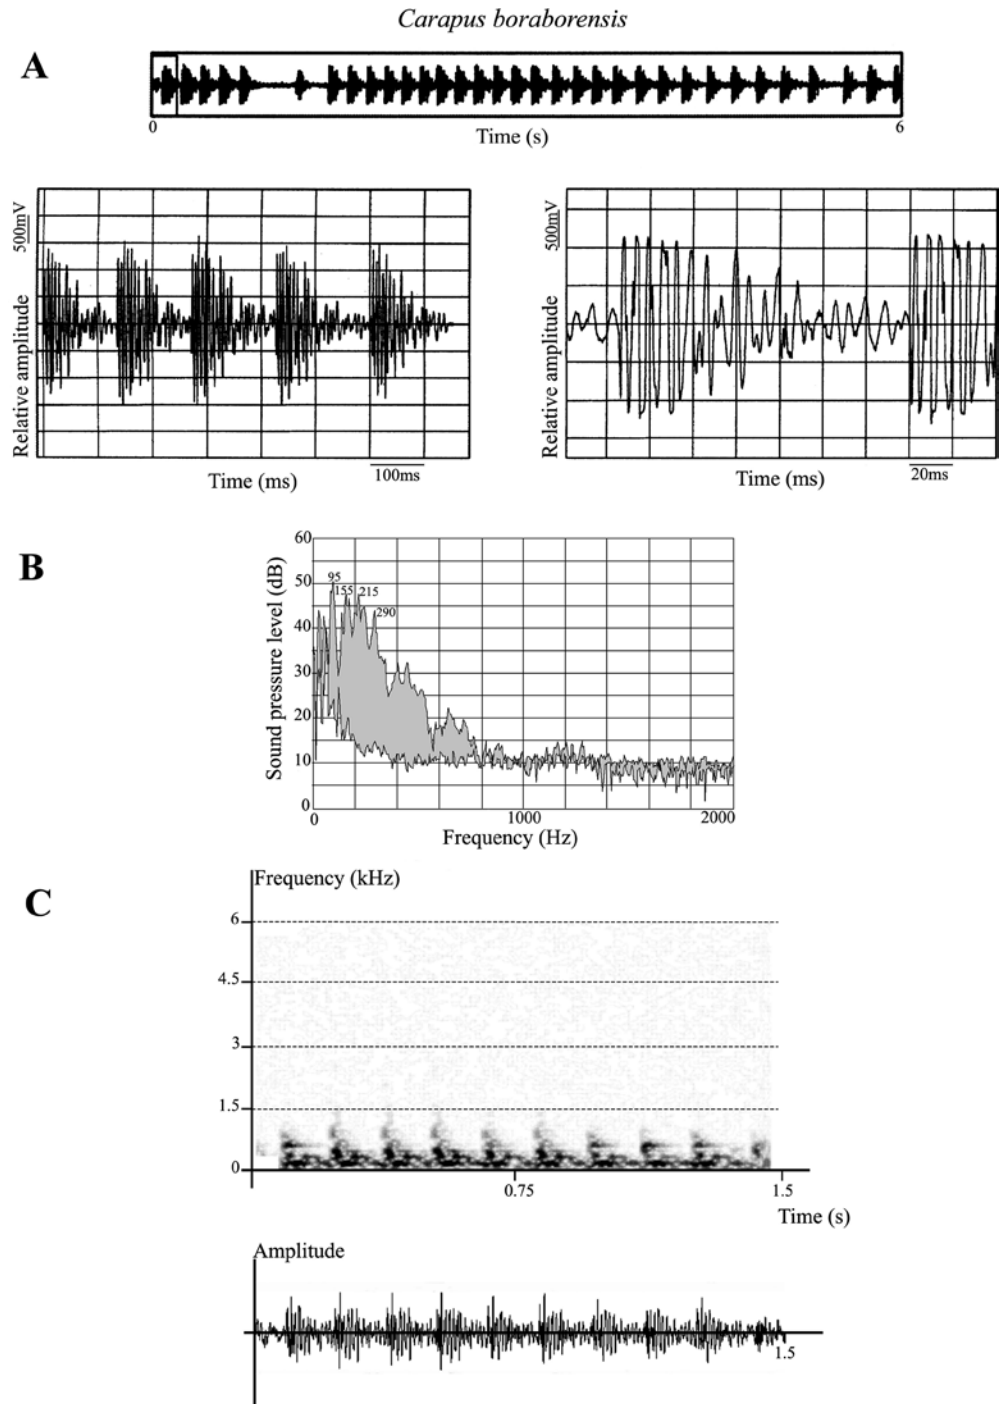 Carapus boraborensis
A
0
6
Time (s)
500mV
Relative amplitude
Time (ms)
100ms
500mV
Relative amplitude
Time (ms)
20ms
B
Sound pressure level (dB)
60
50
40
30
20
10
0
95
155
215
290
0
1000
2000
Frequency (Hz)
C
Frequency (kHz)
6
4.5
3
1.5
0
0.75
1.5
Time (s)
Amplitude
1.5